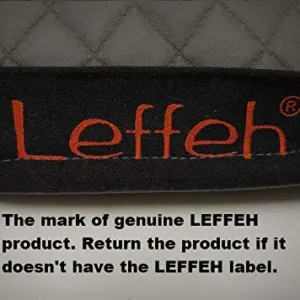 Leffeh®
The mark of genuine LEFFEH
product. Return the product if it
doesn't have the LEFFEH label.